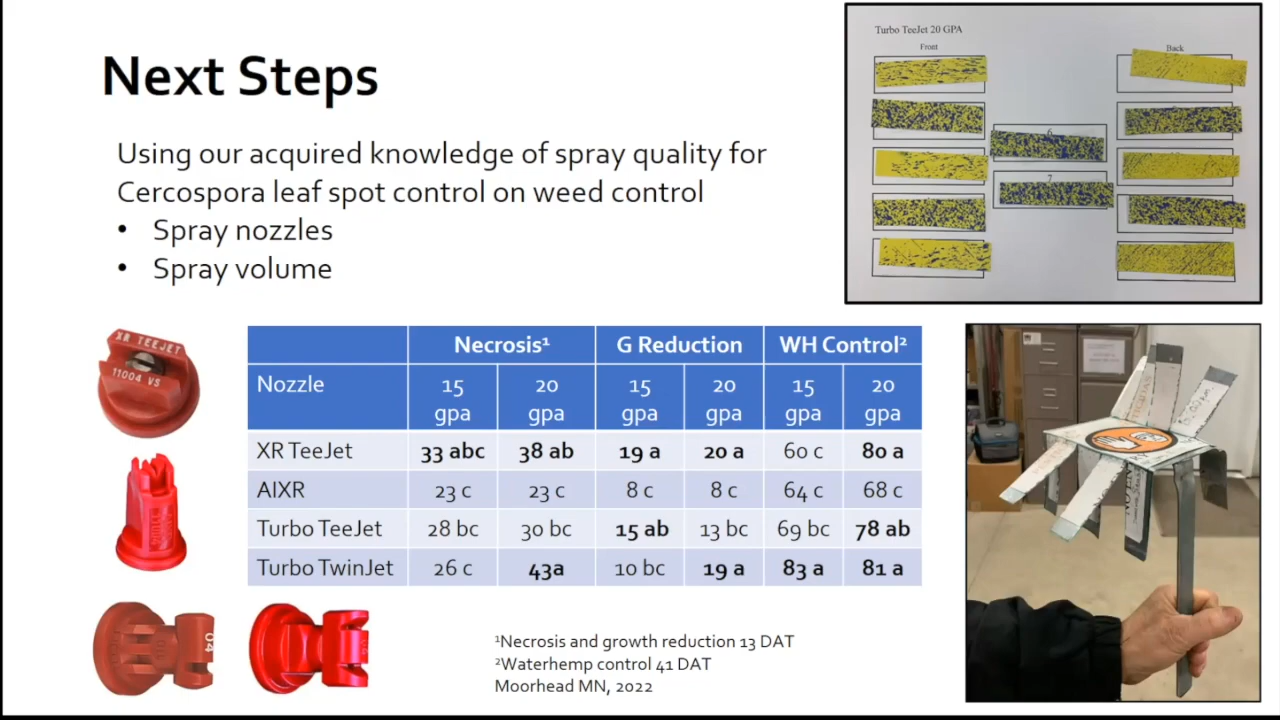 Next Steps
Using our acquired knowledge of spray quality for
Cercospora leaf spot control on weed control
• Spray nozzles
• Spray volume
Turbo TeeJet 20 GPA
Front
Back
6
7
XR TEEJET
11004 VS
Necrosis¹ G Reduction WH Control²
Nozzle 15 gpa 20 gpa 15 gpa 20 gpa 15 gpa 20 gpa
XR TeeJet 33 abc 38 ab 19 a 20 a 60 c 80 a
AIXR 23 c 23 c 8 c 8 c 64 c 68 c
Turbo TeeJet 28 bc 30 bc 15 ab 13 bc 69 bc 78 ab
Turbo TwinJet 26 c 43a 10 bc 19 a 83 a 81 a
04
¹Necrosis and growth reduction 13 DAT
²Waterhemp control 41 DAT
Moorhead MN, 2022